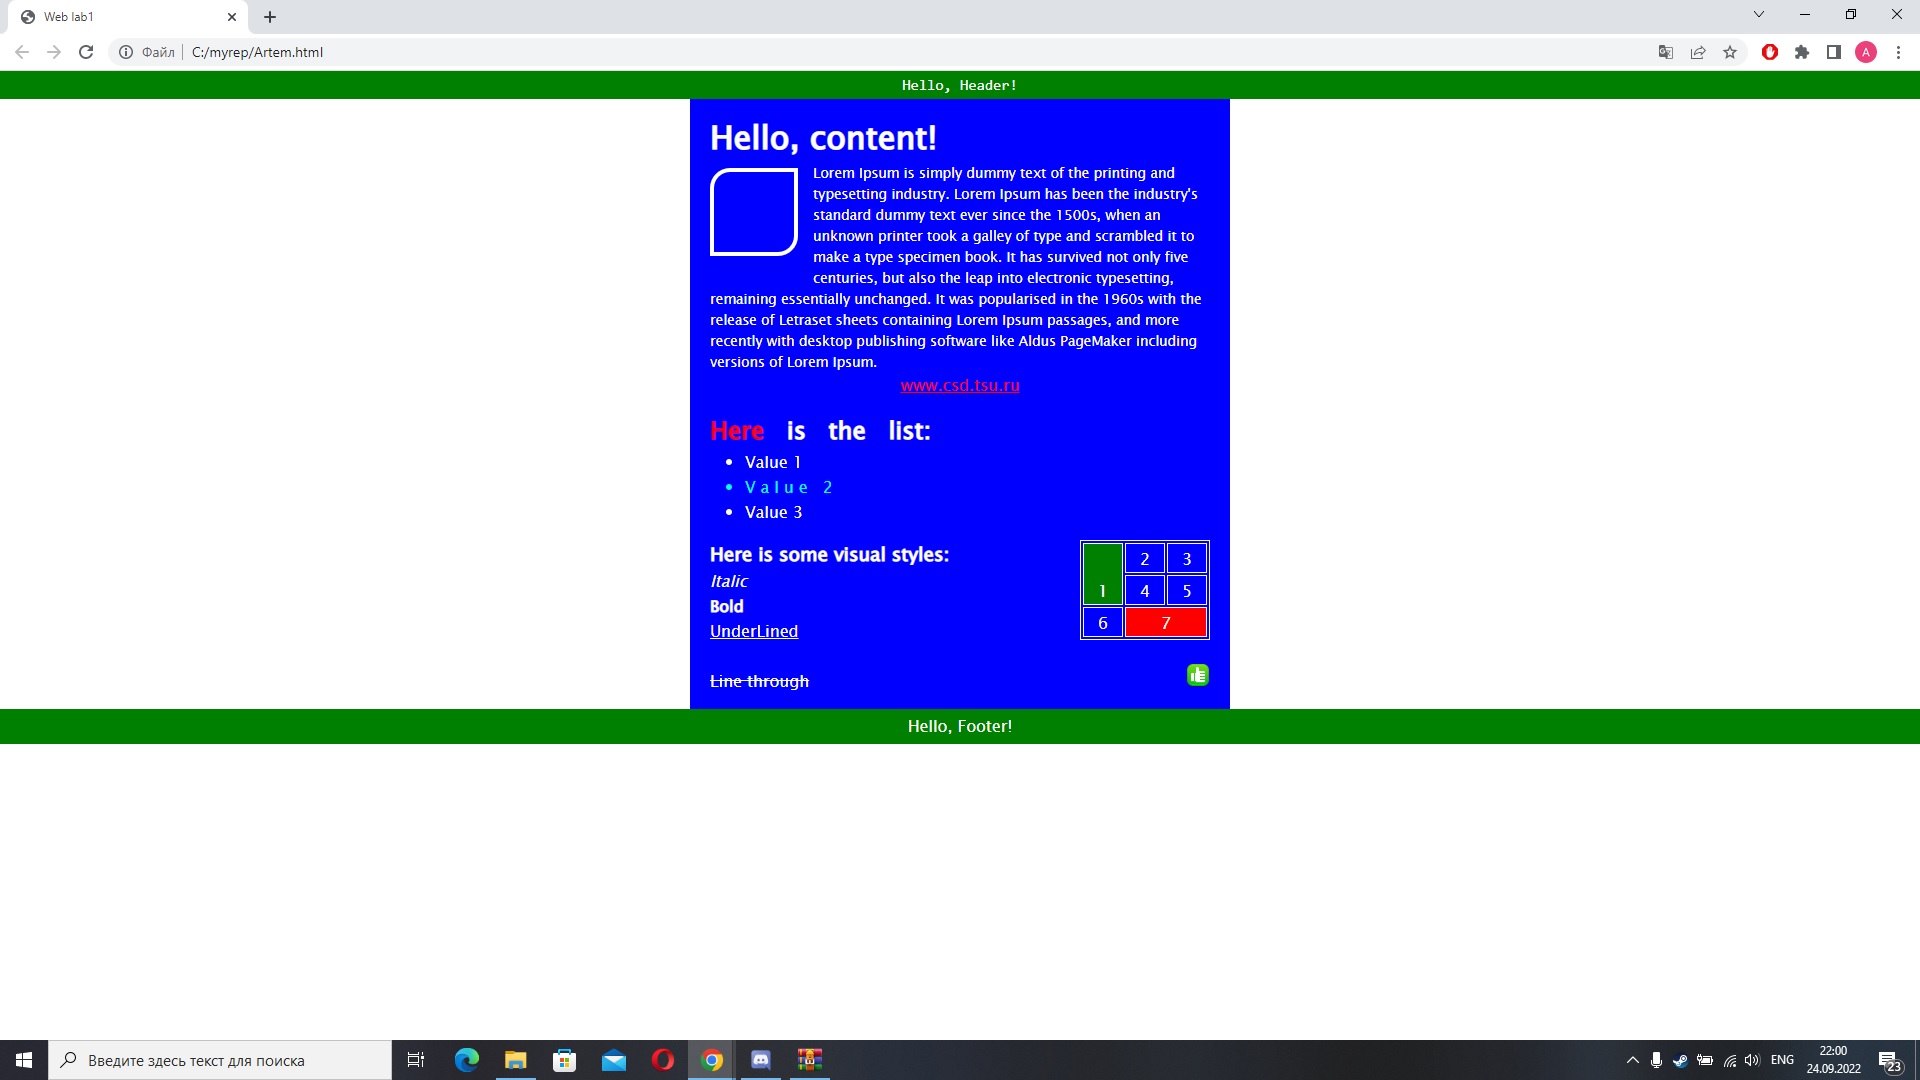 Web lab1
Файл C:/myrep/Artem.html
A
Hello, Header!
Hello, content!
Lorem Ipsum is simply dummy text of the printing and
typesetting industry. Lorem Ipsum has been the industry's
standard dummy text ever since the 1500s, when an
unknown printer took a galley of type and scrambled it to
make a type specimen book. It has survived not only five
centuries, but also the leap into electronic typesetting,
remaining essentially unchanged. It was popularised in the 1960s with the
release of Letraset sheets containing Lorem Ipsum passages, and more
recently with desktop publishing software like Aldus PageMaker including
versions of Lorem Ipsum.
www.csd.tsu.ru
Here is the list:
Value 1
Value 2
Value 3
Here is some visual styles:
Italic
Bold
UnderLined
Line through
2 3
1 4 5
6 7
Hello, Footer!
Введите здесь текст для поиска
ENG
22:00
24.09.2022
23